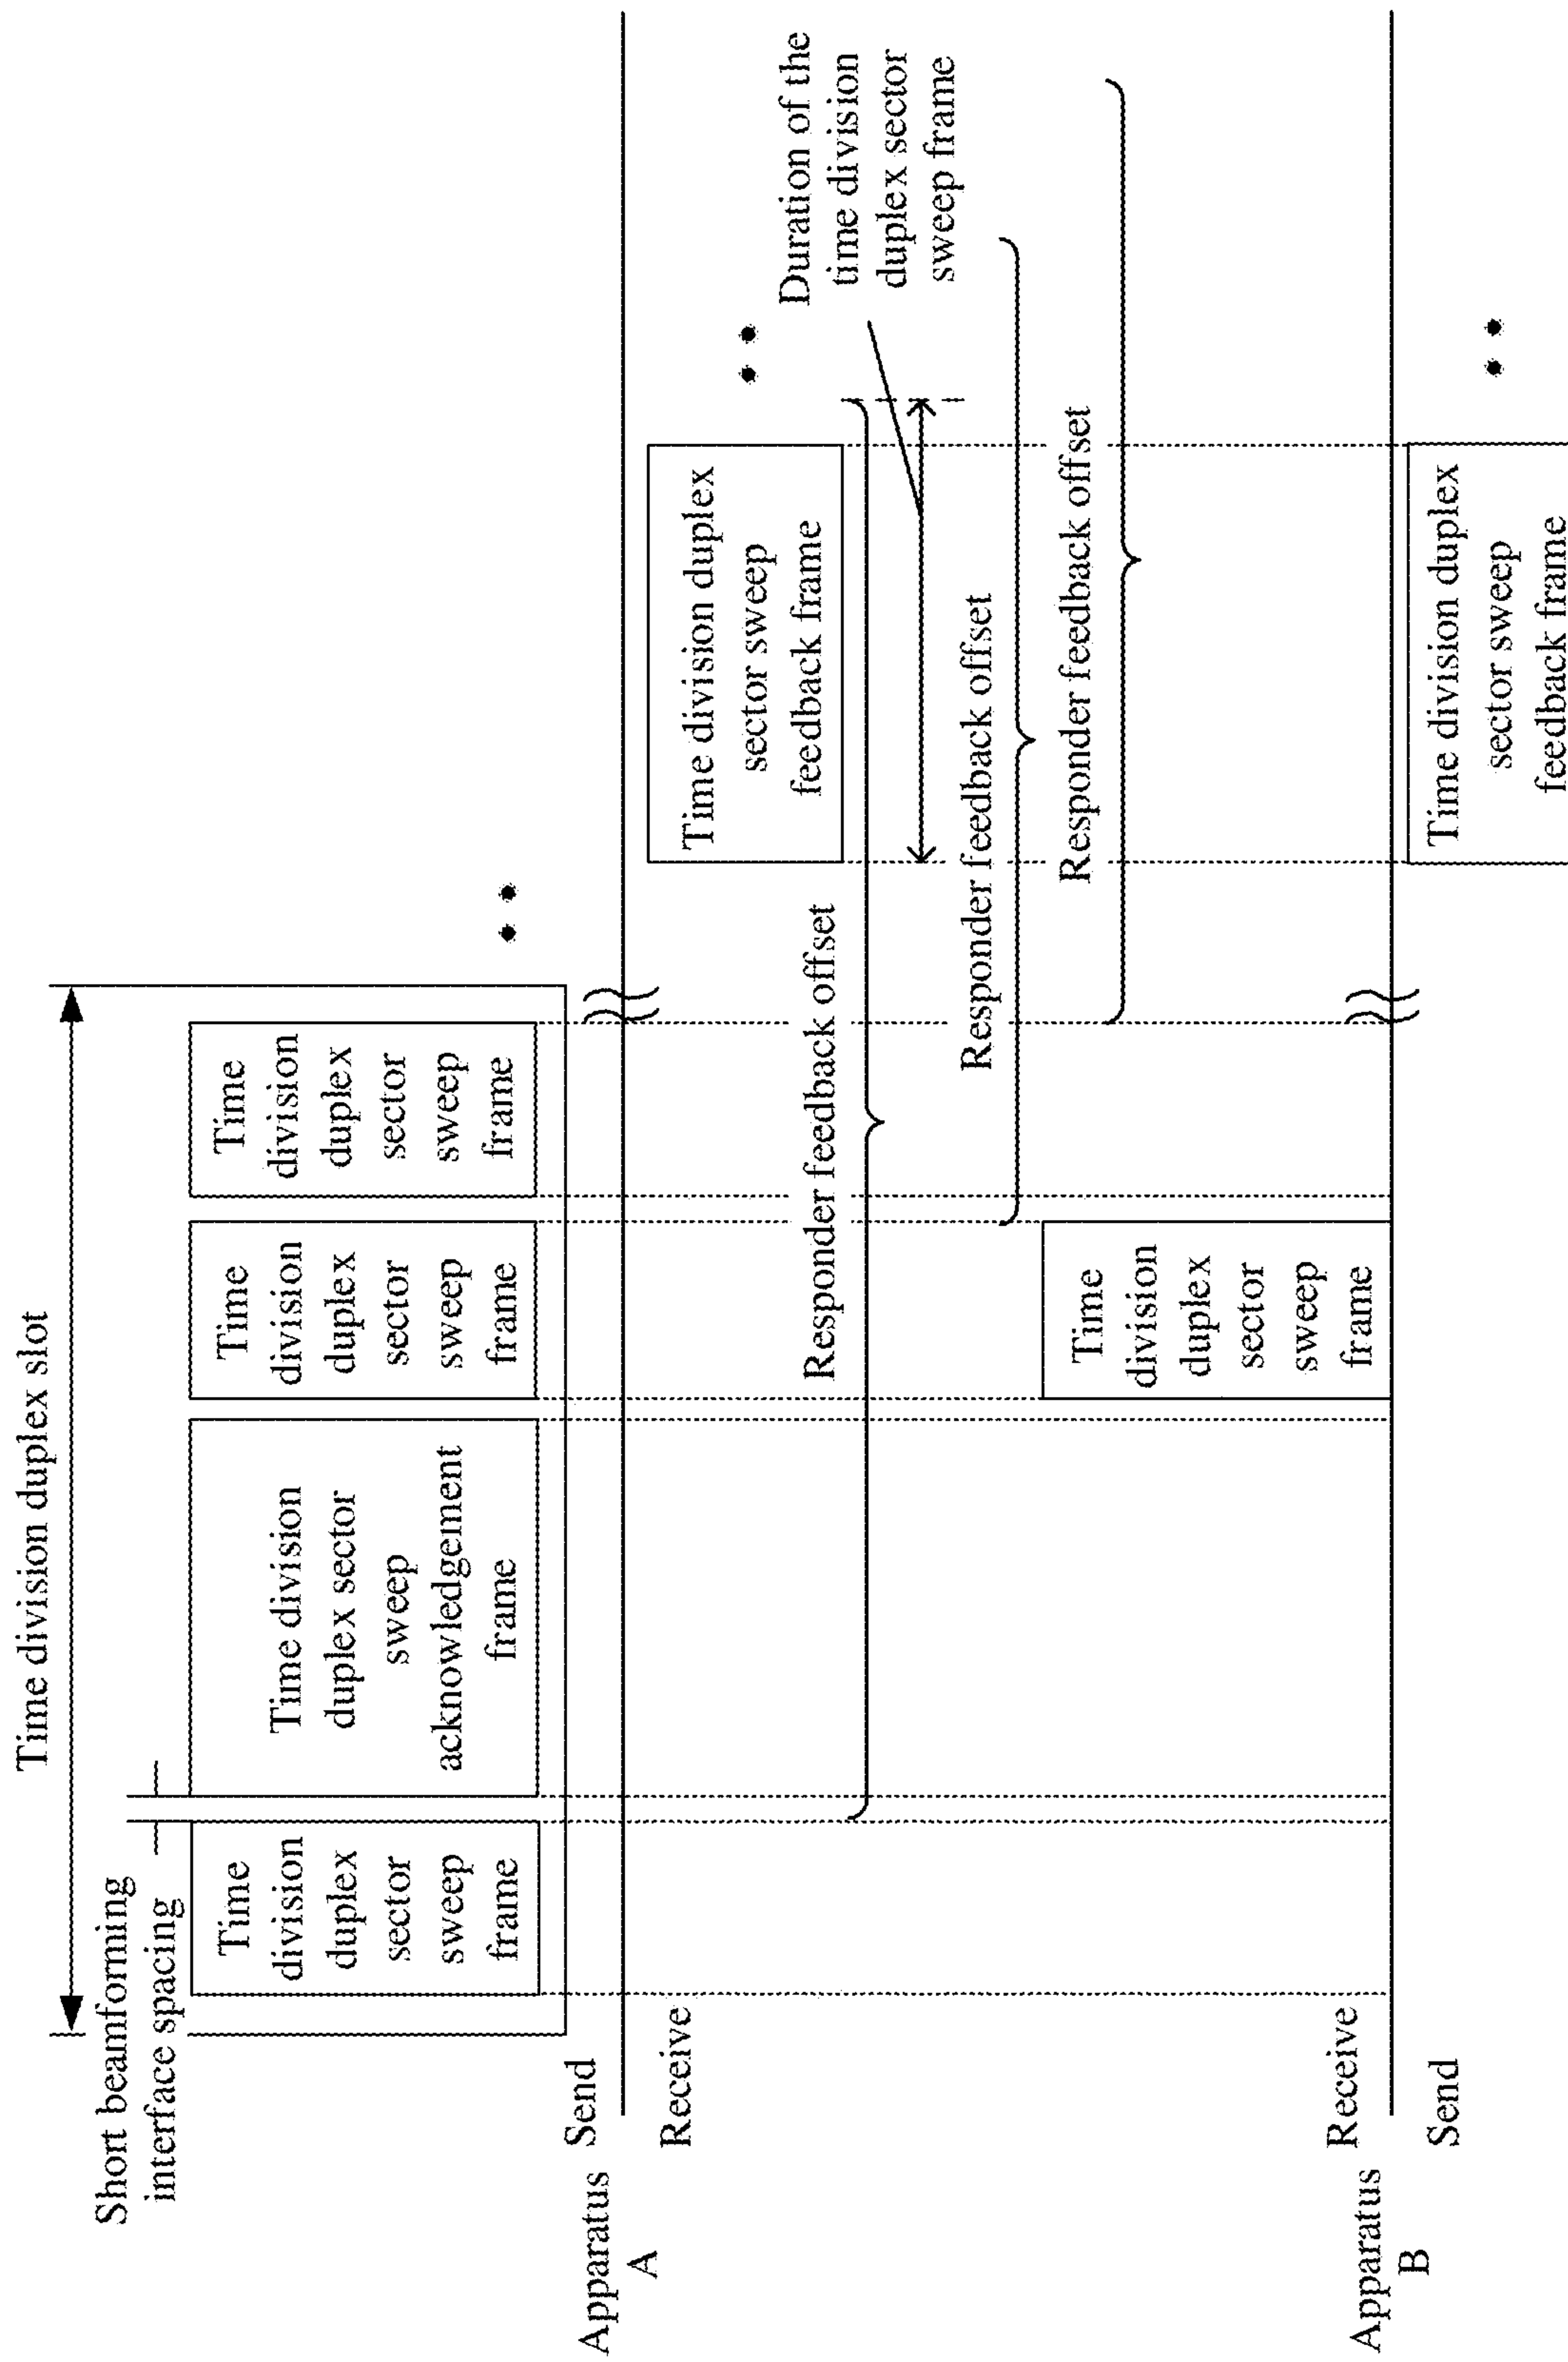 Time division duplex slot
Short beamforming
interface spacing
Time
division
duplex
sector
sweep
frame
Time division
duplex sector
sweep
acknowledgement
frame
Time
division
duplex
sector
sweep
frame
Time
division
duplex
sector
sweep
frame
Apparatus
A
Send
Receive
Time division duplex
sector sweep
feedback frame
Responder feedback offset
Duration of the
time division
duplex sector
sweep frame
Responder feedback offset
Responder feedback offset
Time
division
duplex
sector
sweep
frame
Apparatus
B
Receive
Send
Time division duplex
sector sweep
feedback frame